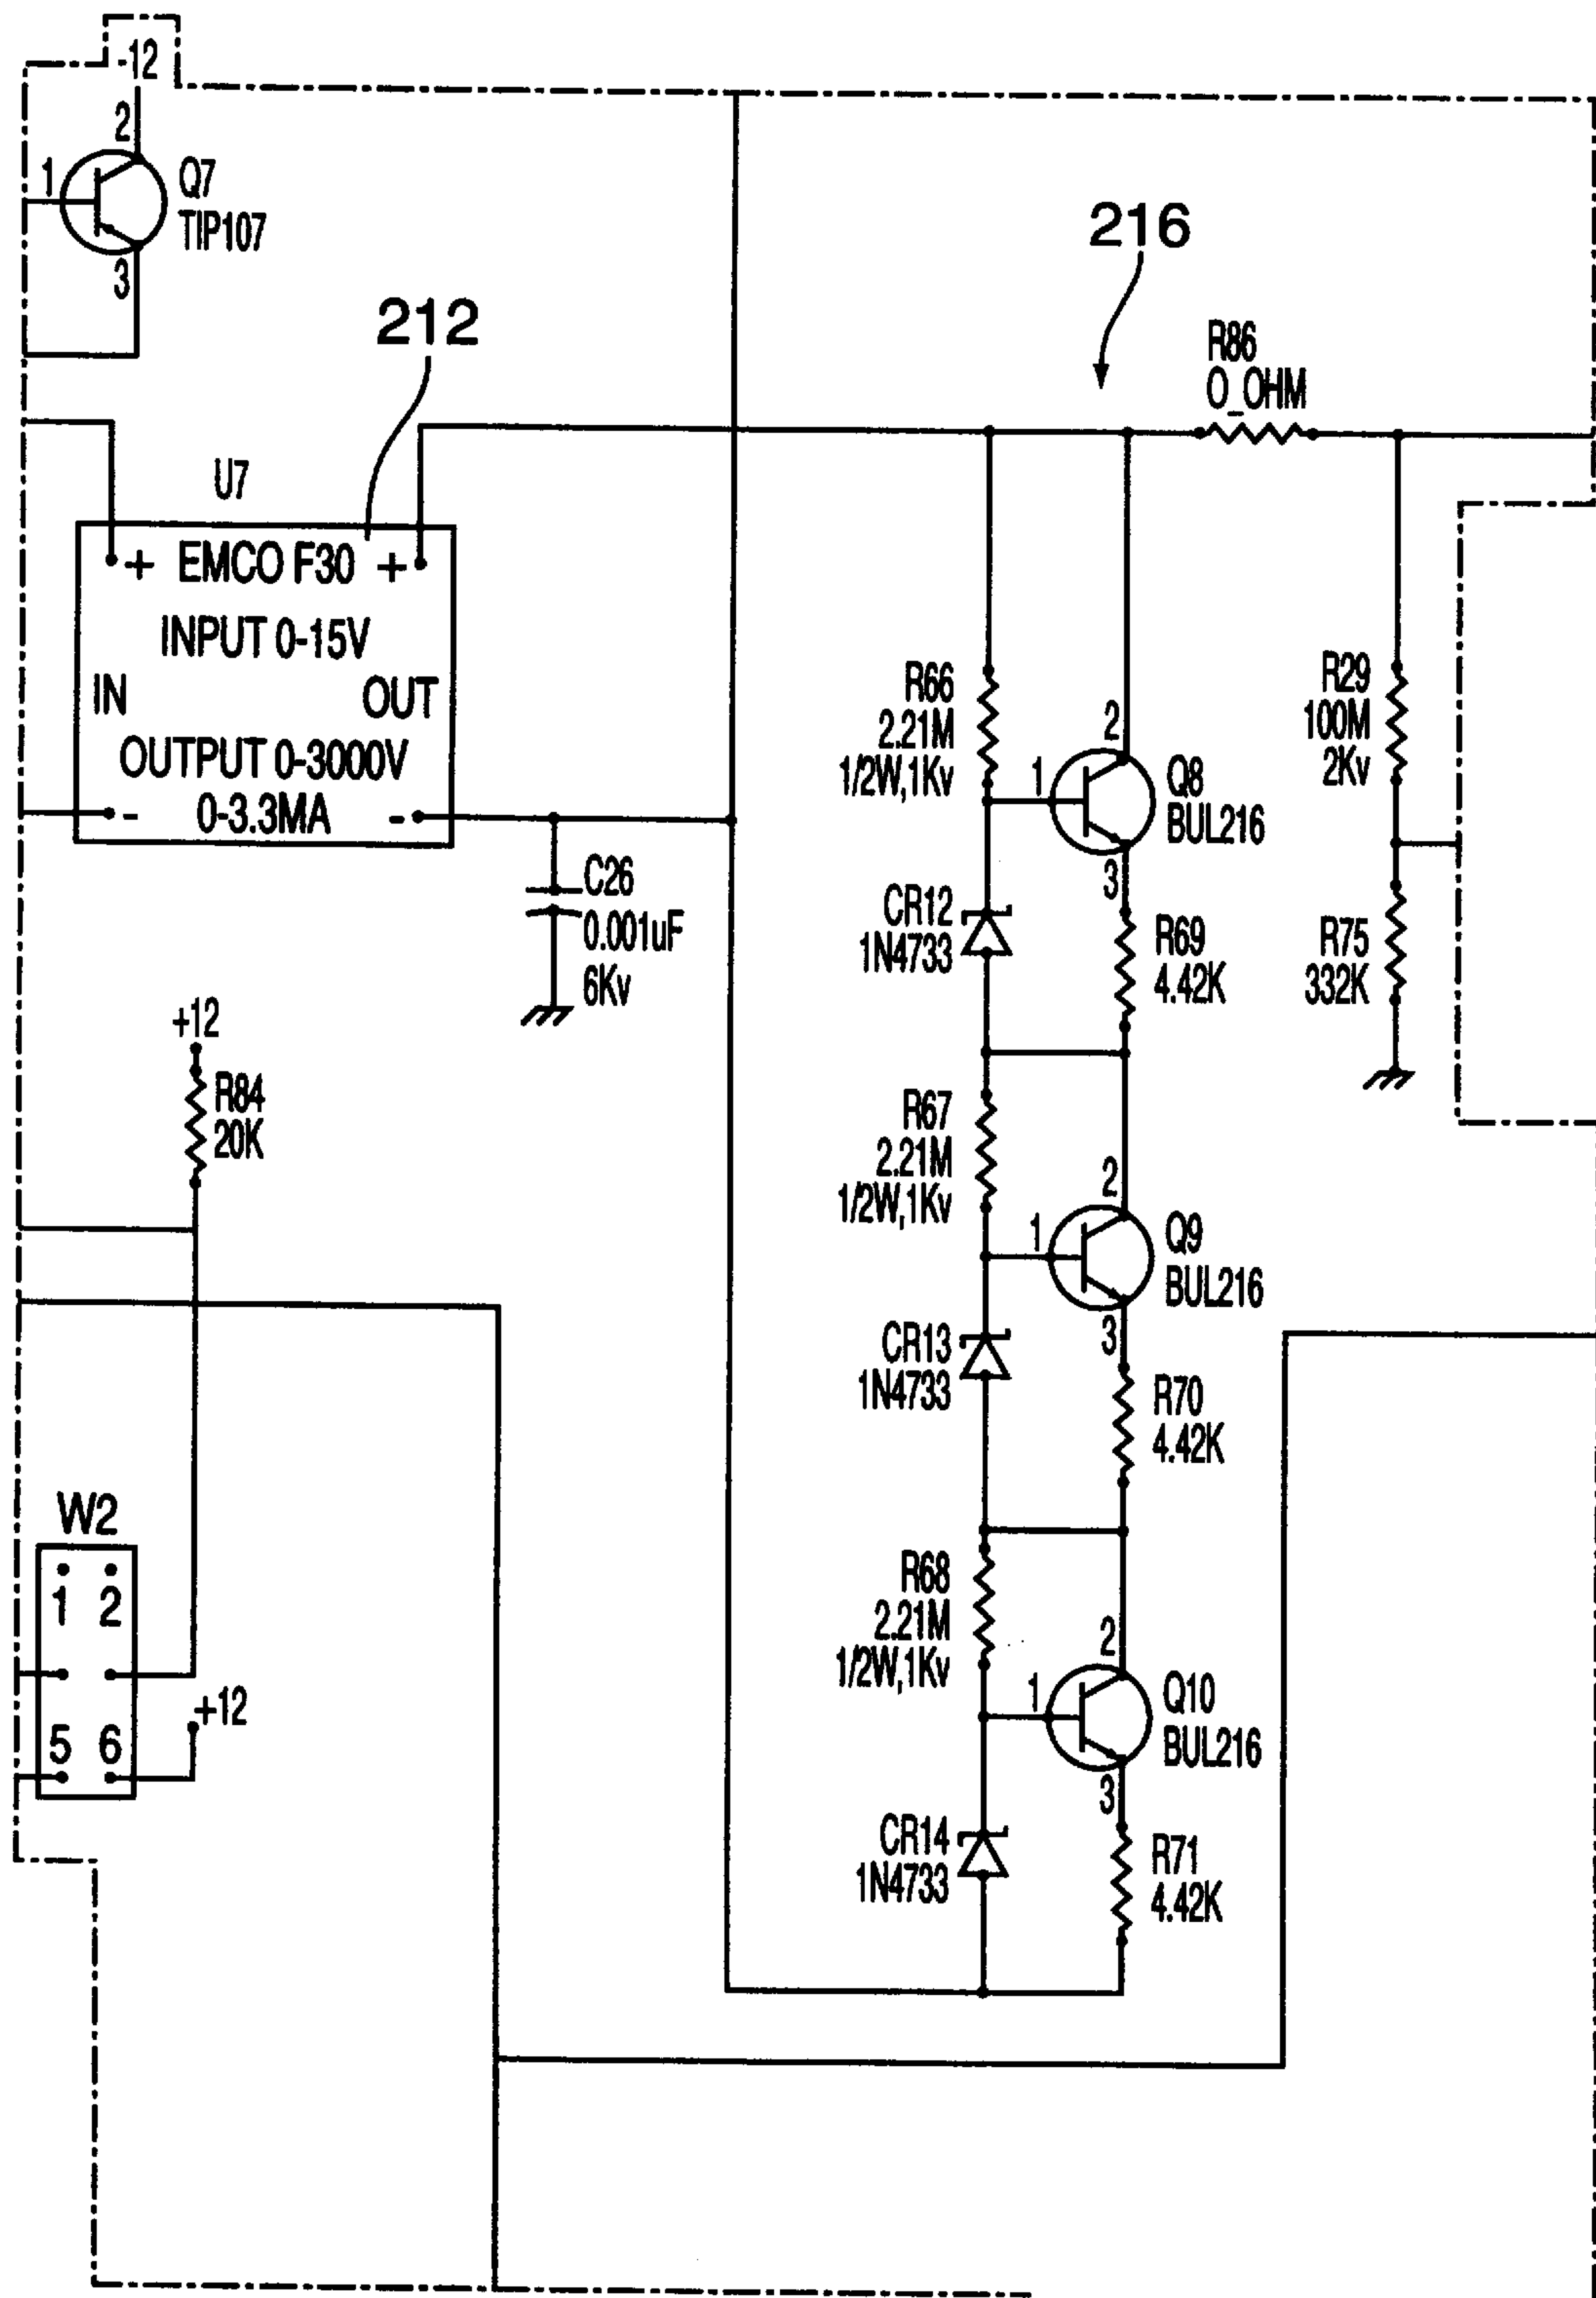 -12
2
1
Q7
TIP107
3
212
216
R86
O_OHM
U7
+ EMCO F30 +
INPUT 0-15V
IN
OUT
OUTPUT 0-3000V
- 0-3.3MA -
C26
0.001uF
6Kv
R66
2.21M
1/2W,1Kv
2
1
Q8
BUL216
3
R29
100M
2Kv
CR12
1N4733
R69
4.42K
R75
332K
+12
R84
20K
R67
2.21M
1/2W,1Kv
2
1
Q9
BUL216
3
CR13
1N4733
R70
4.42K
W2
1 2
5 6
+12
R68
2.21M
1/2W,1Kv
2
1
Q10
BUL216
3
CR14
1N4733
R71
4.42K